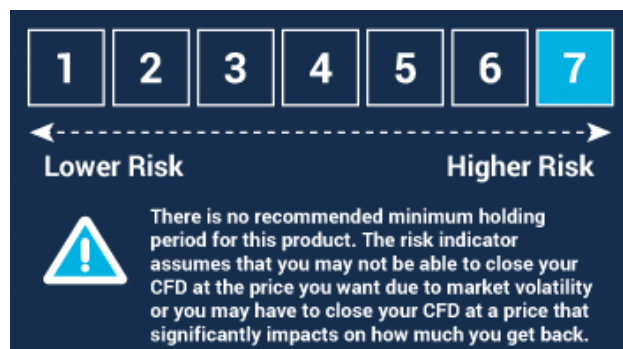 1 2 3 4 5 6 7
Lower Risk Higher Risk
There is no recommended minimum holding
period for this product. The risk indicator
assumes that you may not be able to close your
CFD at the price you want due to market volatility
or you may have to close your CFD at a price that
significantly impacts on how much you get back.